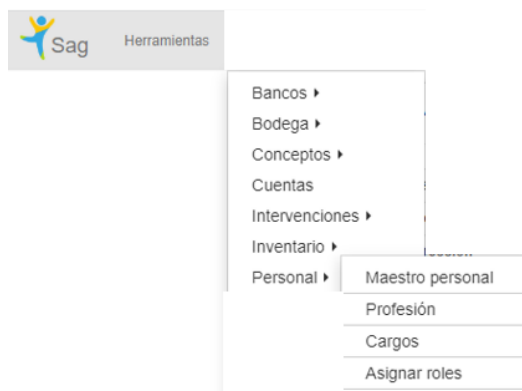 Sag Herramientas
Bancos
Bodega
Conceptos
Cuentas
Intervenciones
Inventario
Personal Maestro personal
Profesión
Cargos
Asignar roles